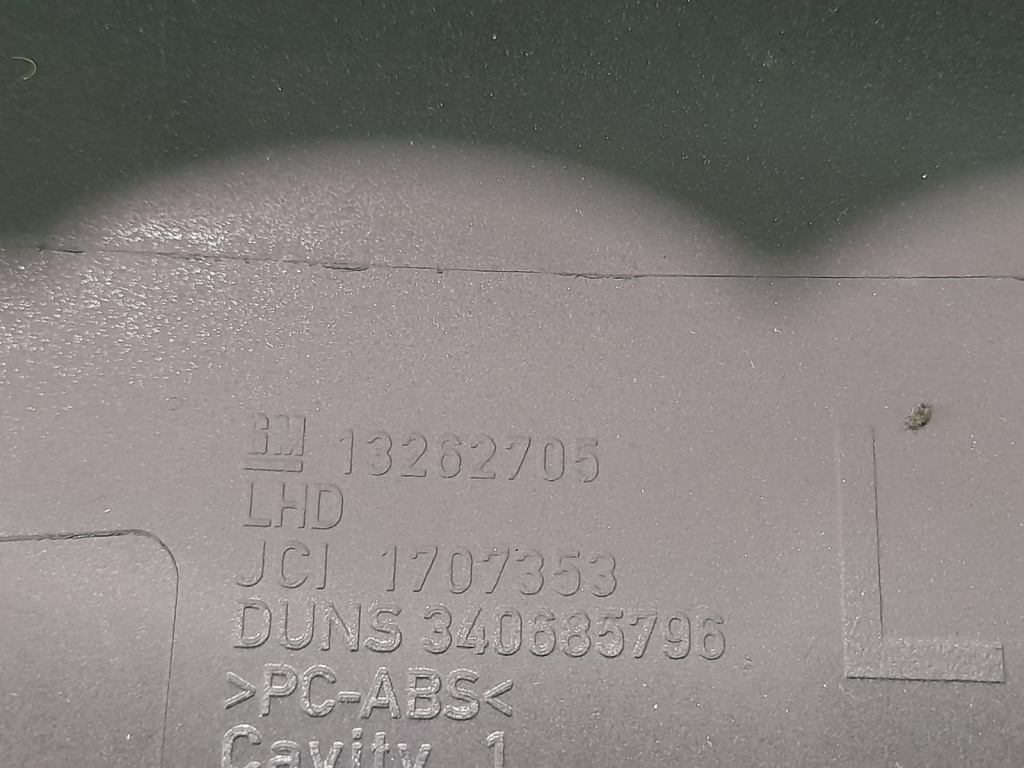 GM 13262705
LHD
JCI 1707353
DUNS 340685796
>PC-ABS<
Cavity 1